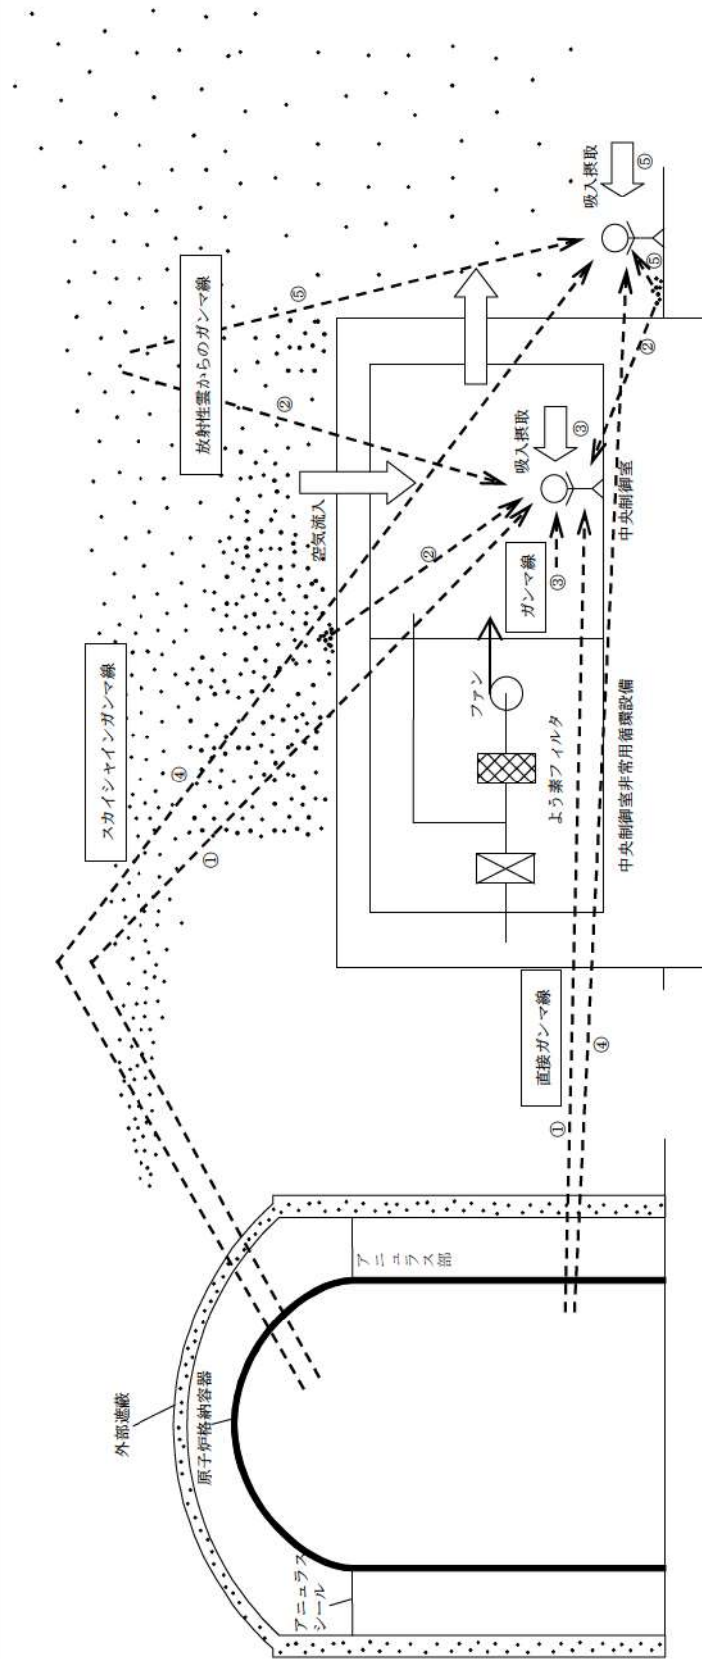 外部遮蔽
原子炉格納容器
アニュラス
シール
アニュラス部
スカイシャインガンマ線
④
①
直接ガンマ線
①
④
放射性雲からのガンマ線
②
⑤
空気流入
②
ガンマ線
③
吸入摂取
③
ファン
よう素フィルタ
中央制御室非常用循環設備
中央制御室
②
吸入摂取
⑤
⑤